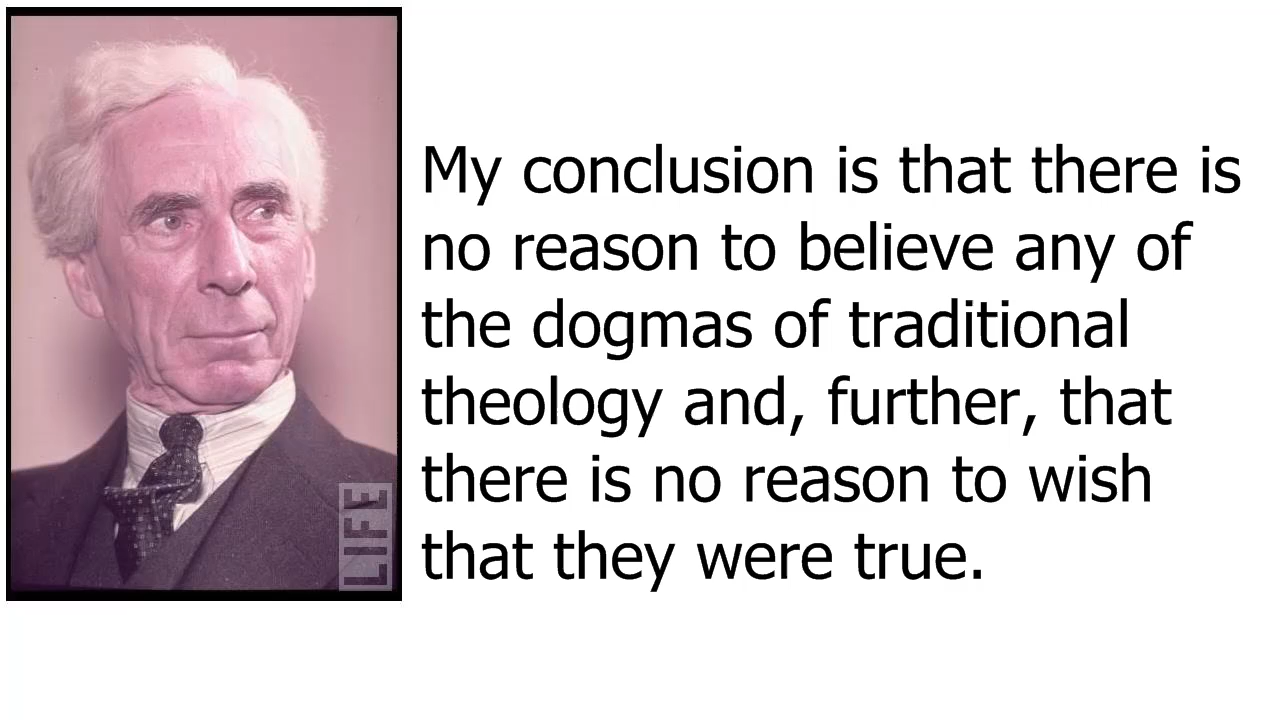 My conclusion is that there is
no reason to believe any of
the dogmas of traditional
theology and, further, that
there is no reason to wish
that they were true.
LIFE